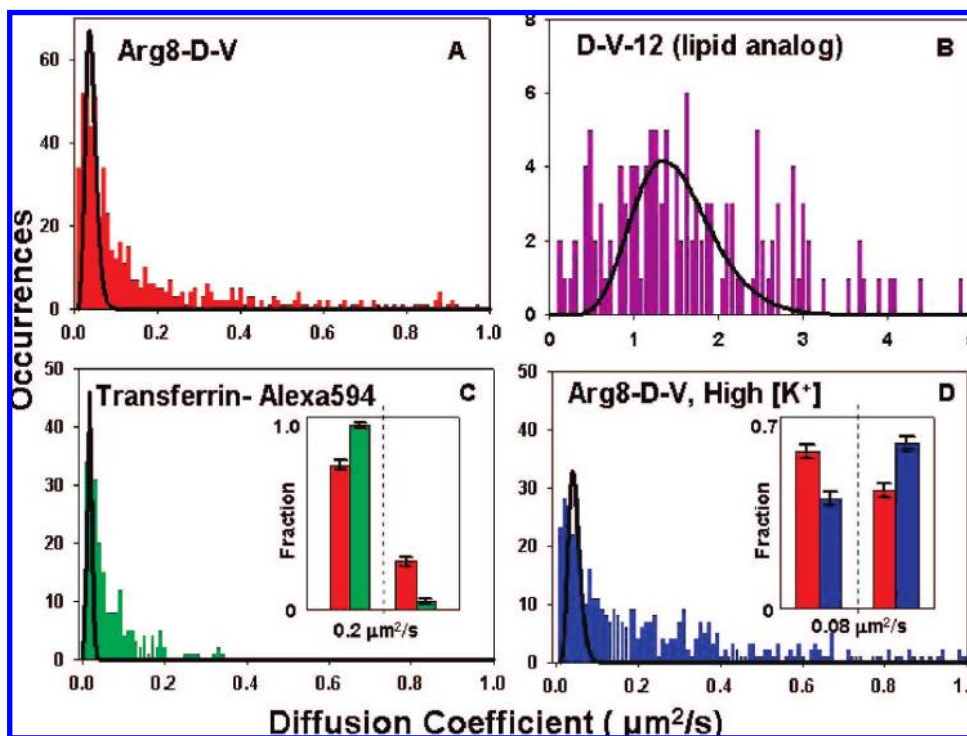 Arg8-D-V
A
60
40
20
0
0.0 0.2 0.4 0.6 0.8 1.0
D-V-12 (lipid analog)
B
8
6
4
2
0
0 1 2 3 4
Occurrences
Transferrin- Alexa594
C
50
40
30
20
10
0
0.0 0.2 0.4 0.6 0.8 1.0
1.0
Fraction
0
0.2 µm²/s
Arg8-D-V, High [K⁺]
D
50
40
30
20
10
0
0.0 0.2 0.4 0.6 0.8 1.0
0.7
Fraction
0
0.08 µm²/s
Diffusion Coefficient ( µm²/s)